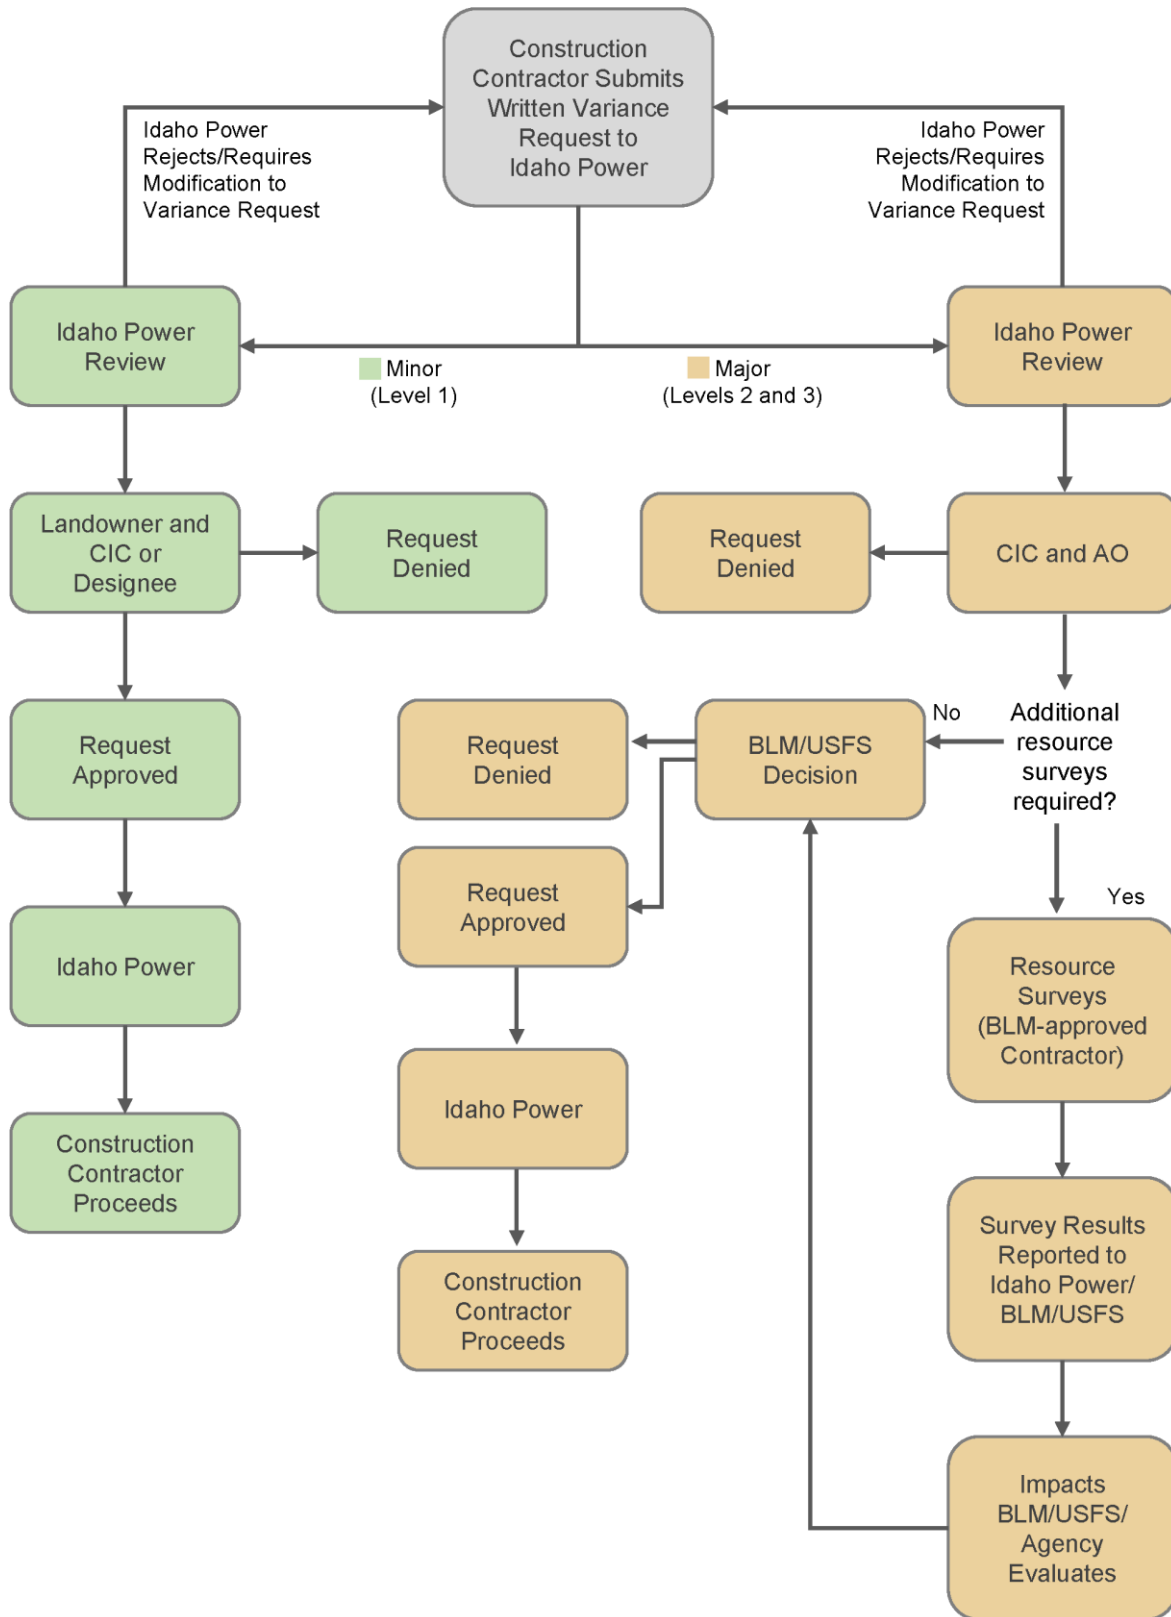 Construction
Contractor Submits
Written Variance
Request to
Idaho Power
Idaho Power
Rejects/Requires
Modification to
Variance Request
Idaho Power
Rejects/Requires
Modification to
Variance Request
Idaho Power
Review
Minor
(Level 1)
Major
(Levels 2 and 3)
Idaho Power
Review
Landowner and
CIC or
Designee
Request
Denied
Request
Denied
CIC and AO
Request
Approved
Request
Denied
BLM/USFS
Decision
No
Additional
resource
surveys
required?
Request
Approved
Yes
Idaho Power
Resource
Surveys
(BLM-approved
Contractor)
Idaho Power
Construction
Contractor
Proceeds
Survey Results
Reported to
Idaho Power/
BLM/USFS
Construction
Contractor
Proceeds
Impacts
BLM/USFS/
Agency
Evaluates